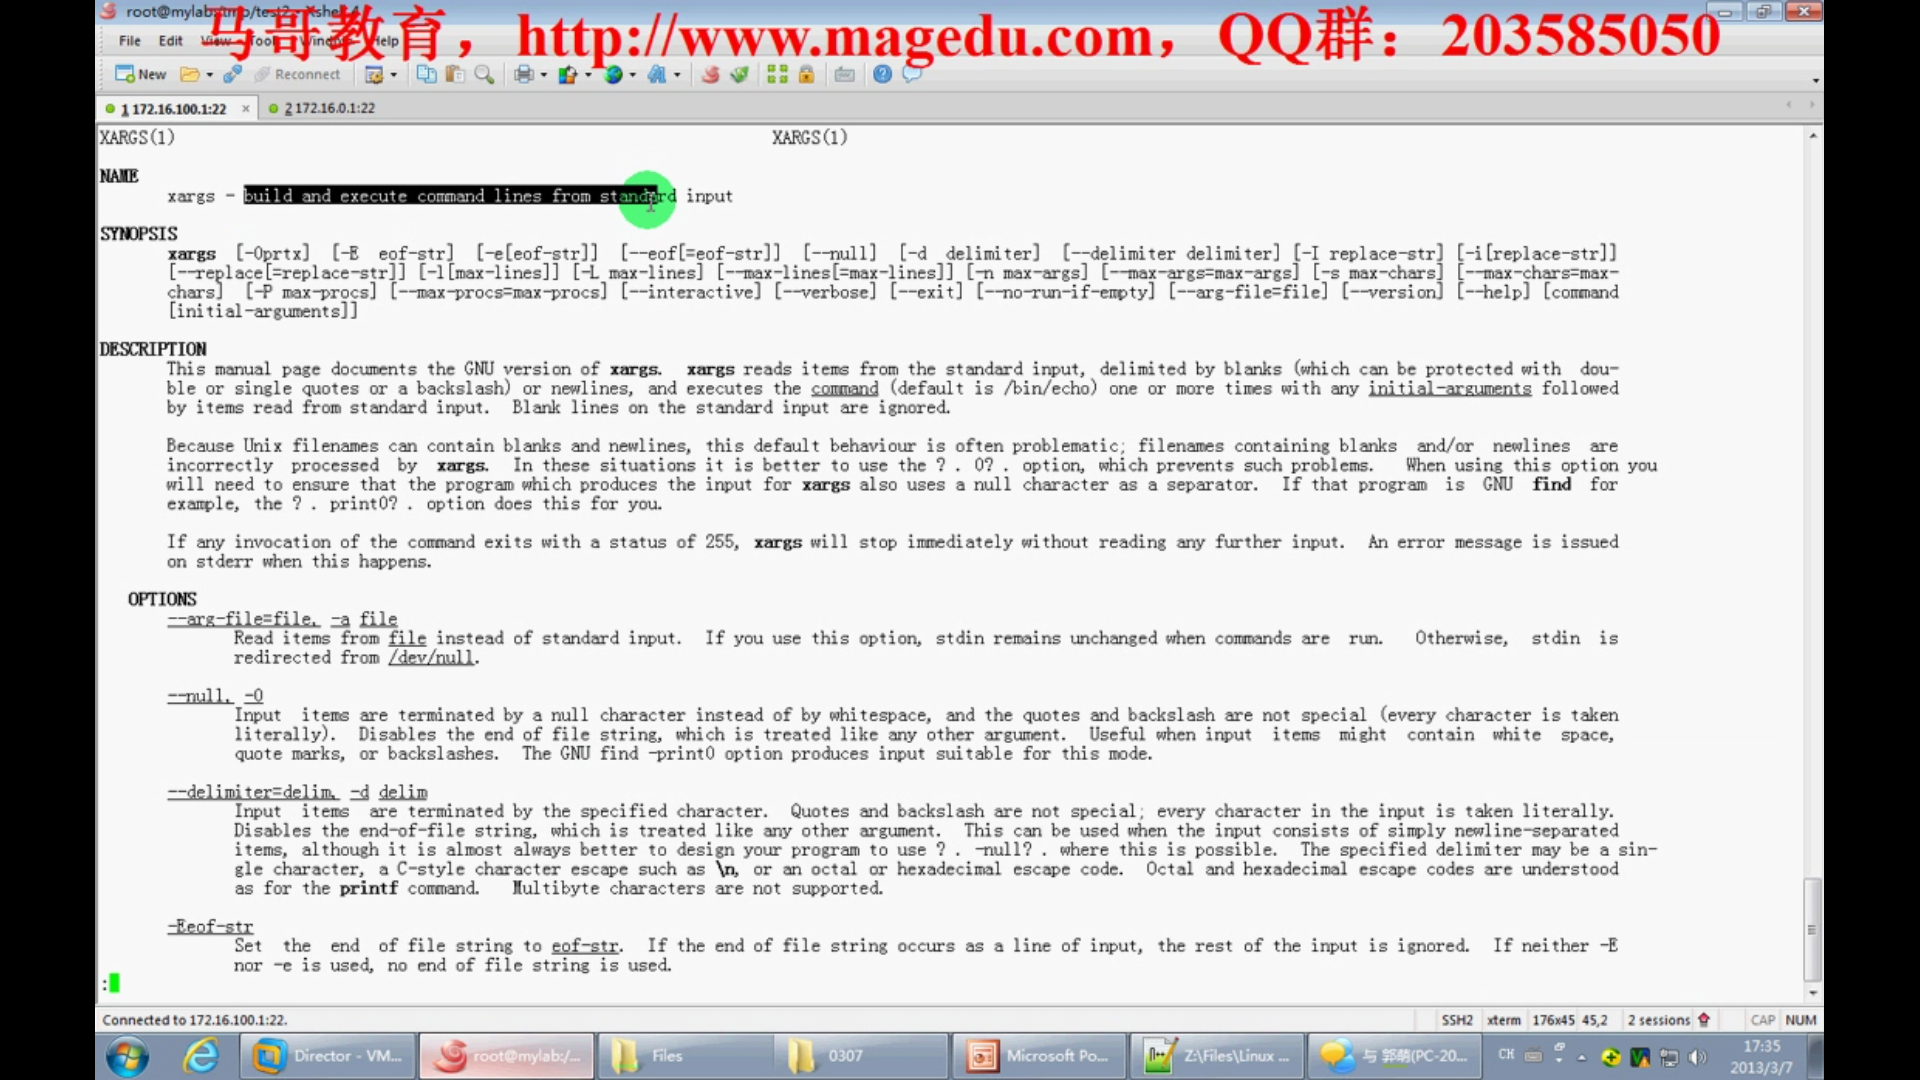 root@mylab:/tmp/test2 - Xshell 4
马哥教育，http://www.magedu.com，QQ群：203585050
File Edit View Tools Window Help
New Reconnect
1 172.16.100.1:22 × 2 172.16.0.1:22
XARGS(1) XARGS(1)
NAME
xargs - build and execute command lines from standard input
SYNOPSIS
xargs [-0prtx] [-E eof-str] [-e[eof-str]] [--eof[=eof-str]] [--null] [-d delimiter] [--delimiter delimiter] [-I replace-str] [-i[replace-str]]
[--replace[=replace-str]] [-l[max-lines]] [-L max-lines] [--max-lines[=max-lines]] [-n max-args] [--max-args=max-args] [-s max-chars] [--max-chars=max-
chars] [-P max-procs] [--max-procs=max-procs] [--interactive] [--verbose] [--exit] [--no-run-if-empty] [--arg-file=file] [--version] [--help] [command
[initial-arguments]]
DESCRIPTION
This manual page documents the GNU version of xargs. xargs reads items from the standard input, delimited by blanks (which can be protected with dou-
ble or single quotes or a backslash) or newlines, and executes the command (default is /bin/echo) one or more times with any initial-arguments followed
by items read from standard input. Blank lines on the standard input are ignored.
Because Unix filenames can contain blanks and newlines, this default behaviour is often problematic; filenames containing blanks and/or newlines are
incorrectly processed by xargs. In these situations it is better to use the ? . 0? . option, which prevents such problems. When using this option you
will need to ensure that the program which produces the input for xargs also uses a null character as a separator. If that program is GNU find for
example, the ? . print0? . option does this for you.
If any invocation of the command exits with a status of 255, xargs will stop immediately without reading any further input. An error message is issued
on stderr when this happens.
OPTIONS
--arg-file=file, -a file
Read items from file instead of standard input. If you use this option, stdin remains unchanged when commands are run. Otherwise, stdin is
redirected from /dev/null.
--null, -0
Input items are terminated by a null character instead of by whitespace, and the quotes and backslash are not special (every character is taken
literally). Disables the end of file string, which is treated like any other argument. Useful when input items might contain white space,
quote marks, or backslashes. The GNU find -print0 option produces input suitable for this mode.
--delimiter=delim, -d delim
Input items are terminated by the specified character. Quotes and backslash are not special; every character in the input is taken literally.
Disables the end-of-file string, which is treated like any other argument. This can be used when the input consists of simply newline-separated
items, although it is almost always better to design your program to use ? . -null? . where this is possible. The specified delimiter may be a sin-
gle character, a C-style character escape such as \n, or an octal or hexadecimal escape code. Octal and hexadecimal escape codes are understood
as for the printf command. Multibyte characters are not supported.
-Eeof-str
Set the end of file string to eof-str. If the end of file string occurs as a line of input, the rest of the input is ignored. If neither -E
nor -e is used, no end of file string is used.
:
Connected to 172.16.100.1:22. SSH2 xterm 176x45 45,2 2 sessions CAP NUM
Director - VM... root@mylab:/... Files 0307 Microsoft Po... Z:\Files\Linux ... 与 郭萌(PC-20... CH 17:35
2013/3/7